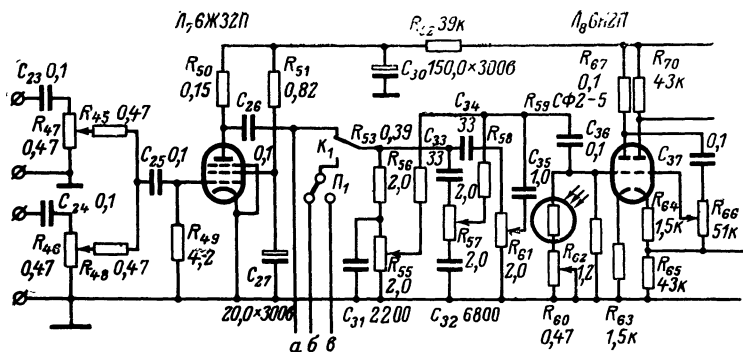 Л₇ 6Ж32П
R₅₂ 39к
Л₈ 6Н2П
C₂₃ 0,1
R₅₀ 0,15
R₅₁ 0,82
C₃₀ 150,0×300в
R₆₇ 0,1
R₇₀ 43к
R₄₇ 0,47
R₄₅ 0,47
C₂₆ 0,1
C₃₄ 33
R₅₉ СФ2-5
C₂₅ 0,1
К₁
П₁
R₅₃ 0,39
C₃₃ 33
R₅₈ 2,0
C₃₆ 0,1
C₃₇ 0,1
R₅₆ 2,0
C₃₅ 1,0
C₂₄ 0,1
R₄₆ 0,47
R₄₈ 0,47
R₄₉ 4,2
C₂₇ 20,0×300в
R₅₅ 2,0
R₅₇ 2,0
R₆₁ 2,0
R₆₂ 1,2
R₆₄ 1,5к
R₆₆ 51к
R₆₅ 43к
C₃₁ 2200
C₃₂ 6800
R₆₀ 0,47
R₆₃ 1,5к
а б в